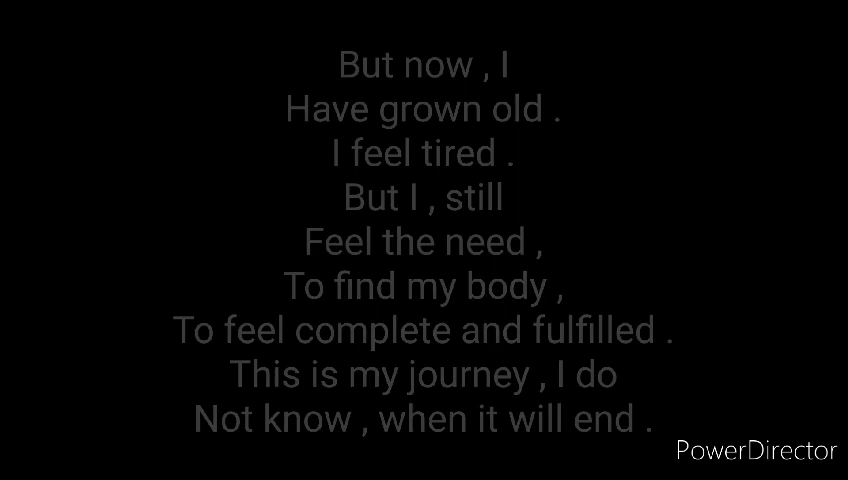 But now , I
Have grown old .
I feel tired .
But I , still
Feel the need ,
To find my body ,
To feel complete and fulfilled .
This is my journey , I do
Not know , when it will end .
PowerDirector